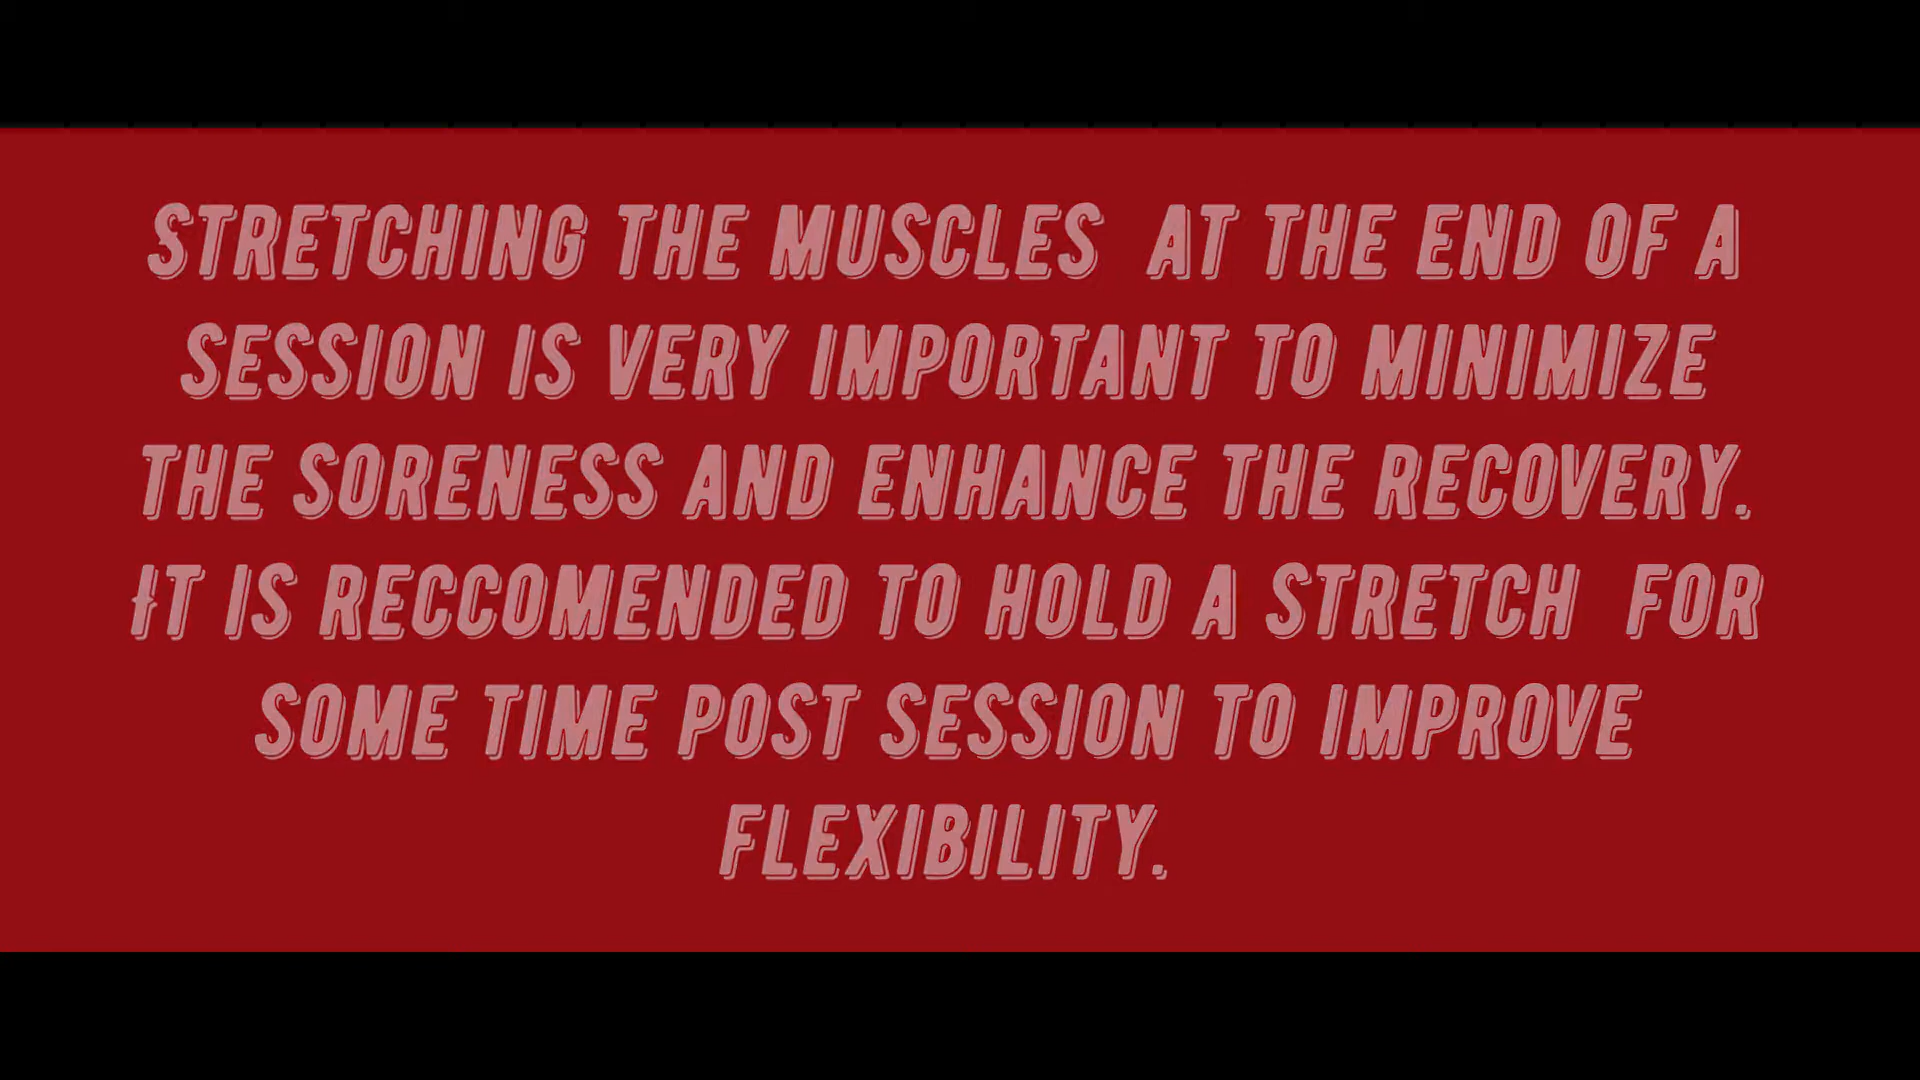 STRETCHING THE MUSCLES AT THE END OF A
SESSION IS VERY IMPORTANT TO MINIMIZE
THE SORENESS AND ENHANCE THE RECOVERY.
IT IS RECCOMENDED TO HOLD A STRETCH FOR
SOME TIME POST SESSION TO IMPROVE
FLEXIBILITY.